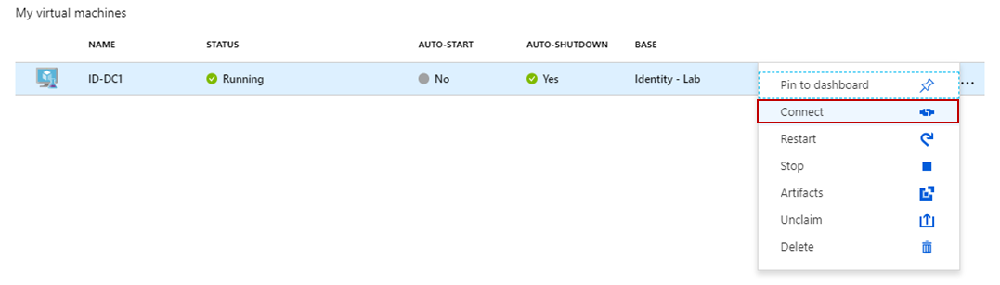 My virtual machines
NAME STATUS AUTO-START AUTO-SHUTDOWN BASE
ID-DC1 Running No Yes Identity - Lab ...
Pin to dashboard
Connect
Restart
Stop
Artifacts
Unclaim
Delete